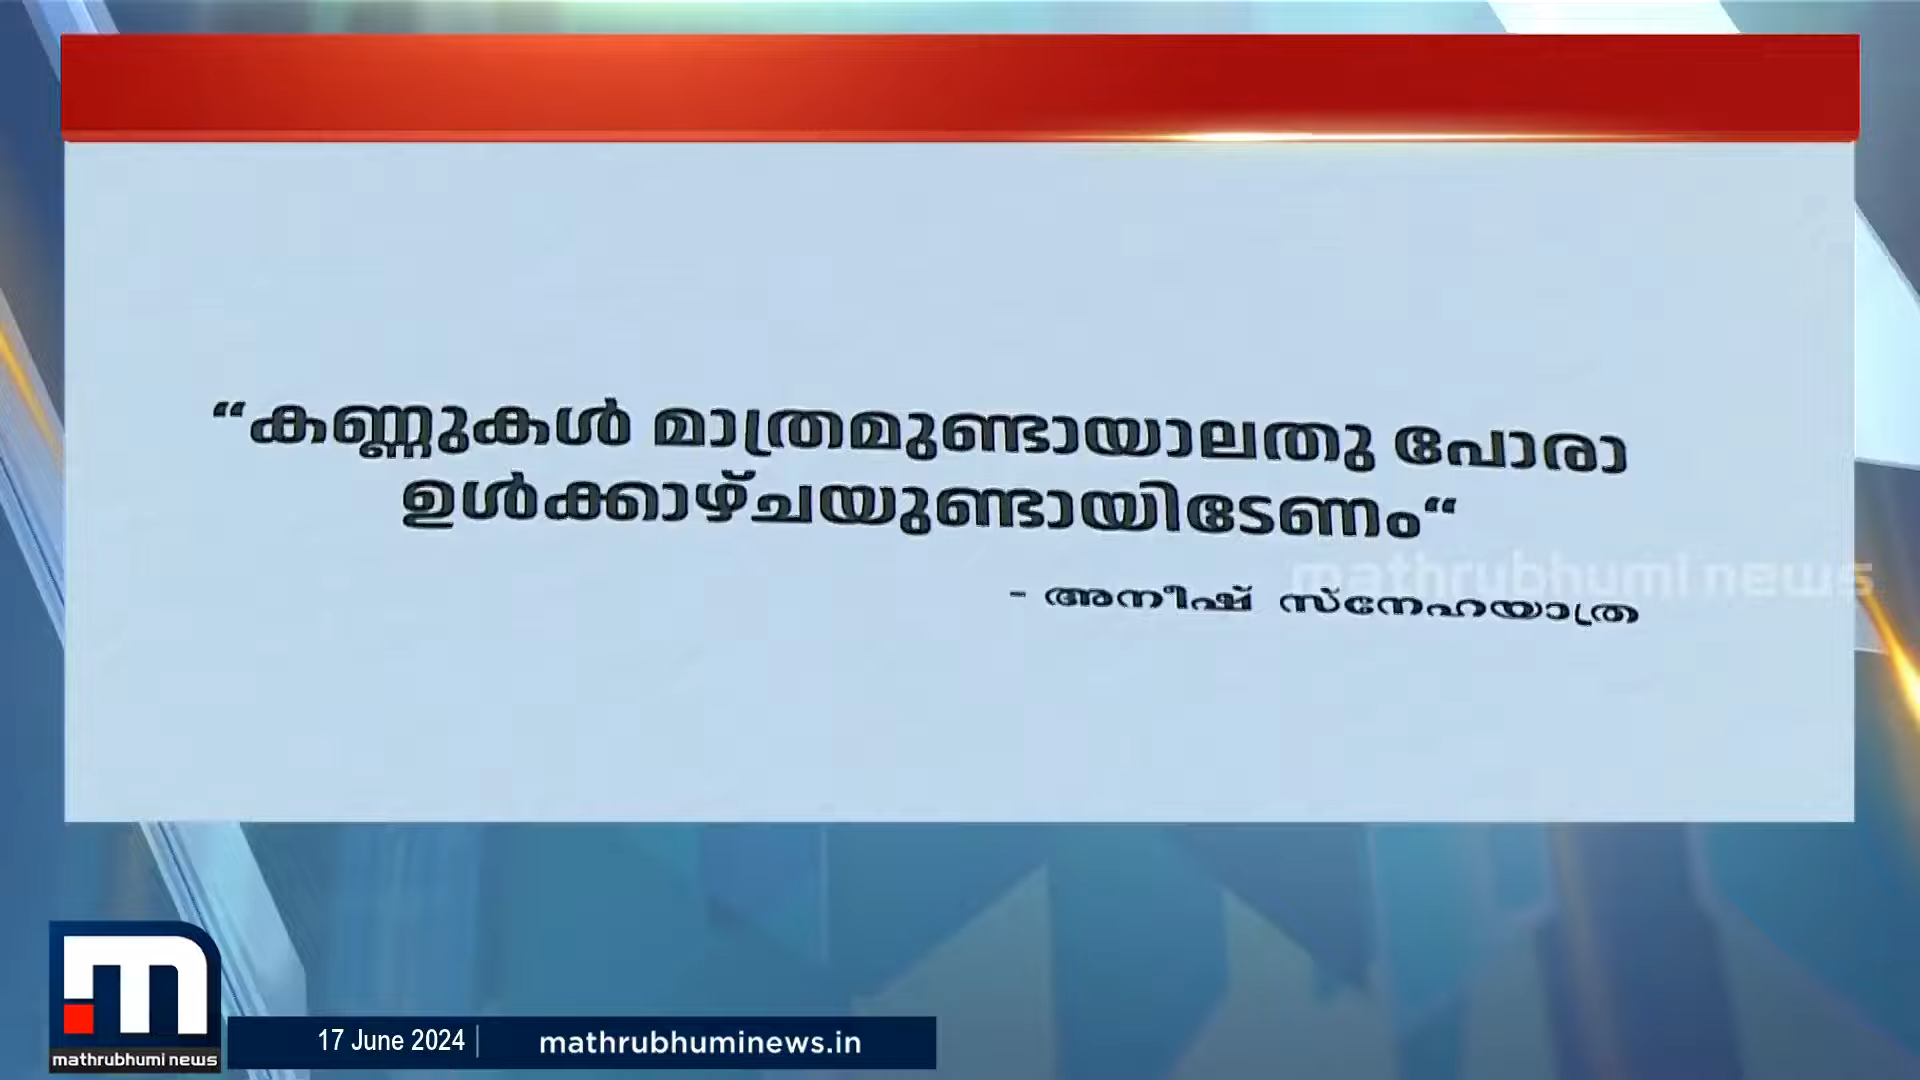 “കണ്ണുകൾ മാത്രമുണ്ടായാലതു പോരാ
ഉൾക്കാഴ്ചയുണ്ടായിടേണം“
- അനീഷ് സ്നേഹയാത്ര
mathrubhumi news
mathrubhumi news
17 June 2024
mathrubhuminews.in